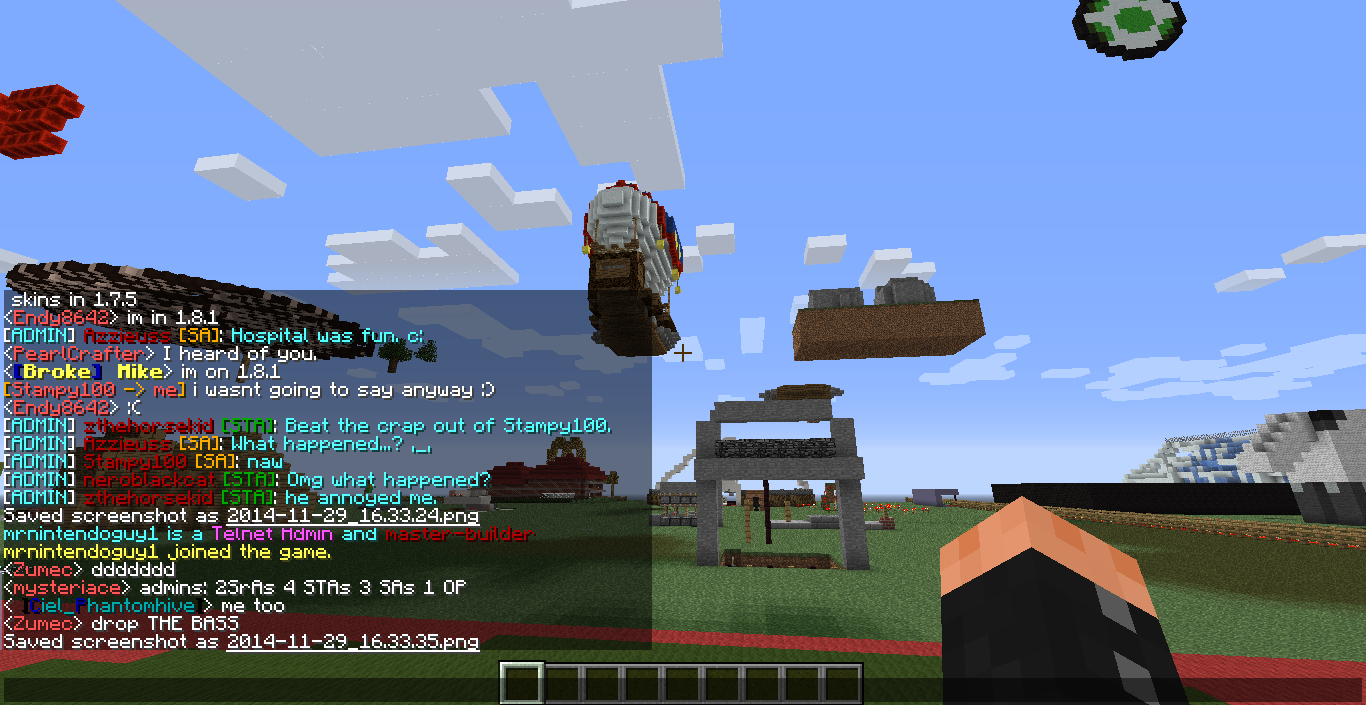 skins in 1.7.5
<Endy8642> im in 1.8.1
[ADMIN] Azzieuss [SA]: Hospital was fun. c:
<PearlCrafter> I heard of you.
<[Broke] Mike> im on 1.8.1
[Stampy100 -> me] i wasnt going to say anyway :)
<Endy8642> :C
[ADMIN] zthehorsekid [STA]: Beat the crap out of Stampy100.
[ADMIN] Azzieuss [SA]: What happened...? ._.
[ADMIN] Stampy100 [SA]: naw
[ADMIN] neroblackcat [STA]: Omg what happened?
[ADMIN] zthehorsekid [STA]: he annoyed me.
Saved screenshot as 2014-11-29_16.33.24.png
mrnintendoguy1 is a Telnet Admin and master-builder
mrnintendoguy1 joined the game.
<Zumec> ddddddd
<mysteriace> admins: 2SrAs 4 STAs 3 SAs 1 OP
<[Ciel_Phantomhive]> me too
<Zumec> drop THE BASS
Saved screenshot as 2014-11-29_16.33.35.png